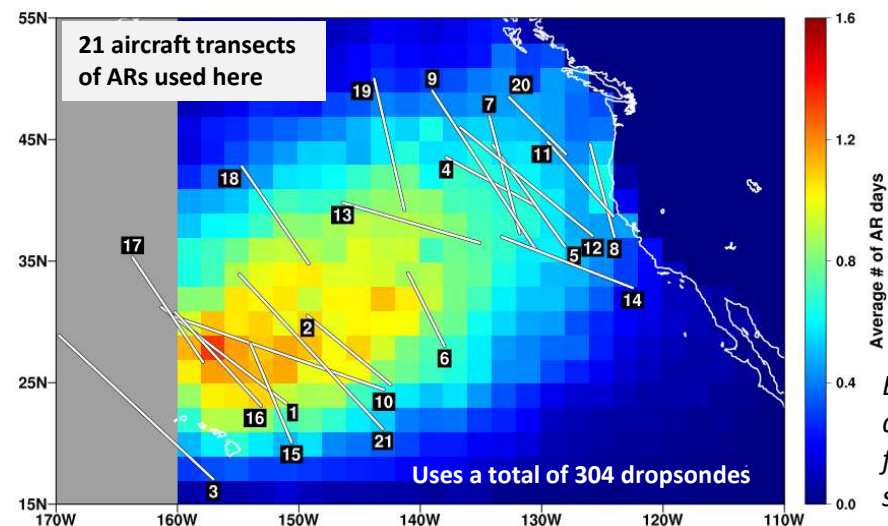 55N
45N
35N
25N
15N
170W
160W
150W
140W
130W
120W
110W
21 aircraft transects
of ARs used here
9
7
20
19
4
11
18
13
17
5
12
8
14
2
6
1
16
10
15
21
3
Uses a total of 304 dropsondes
1.6
1.2
0.8
0.4
0.0
Average # of AR days